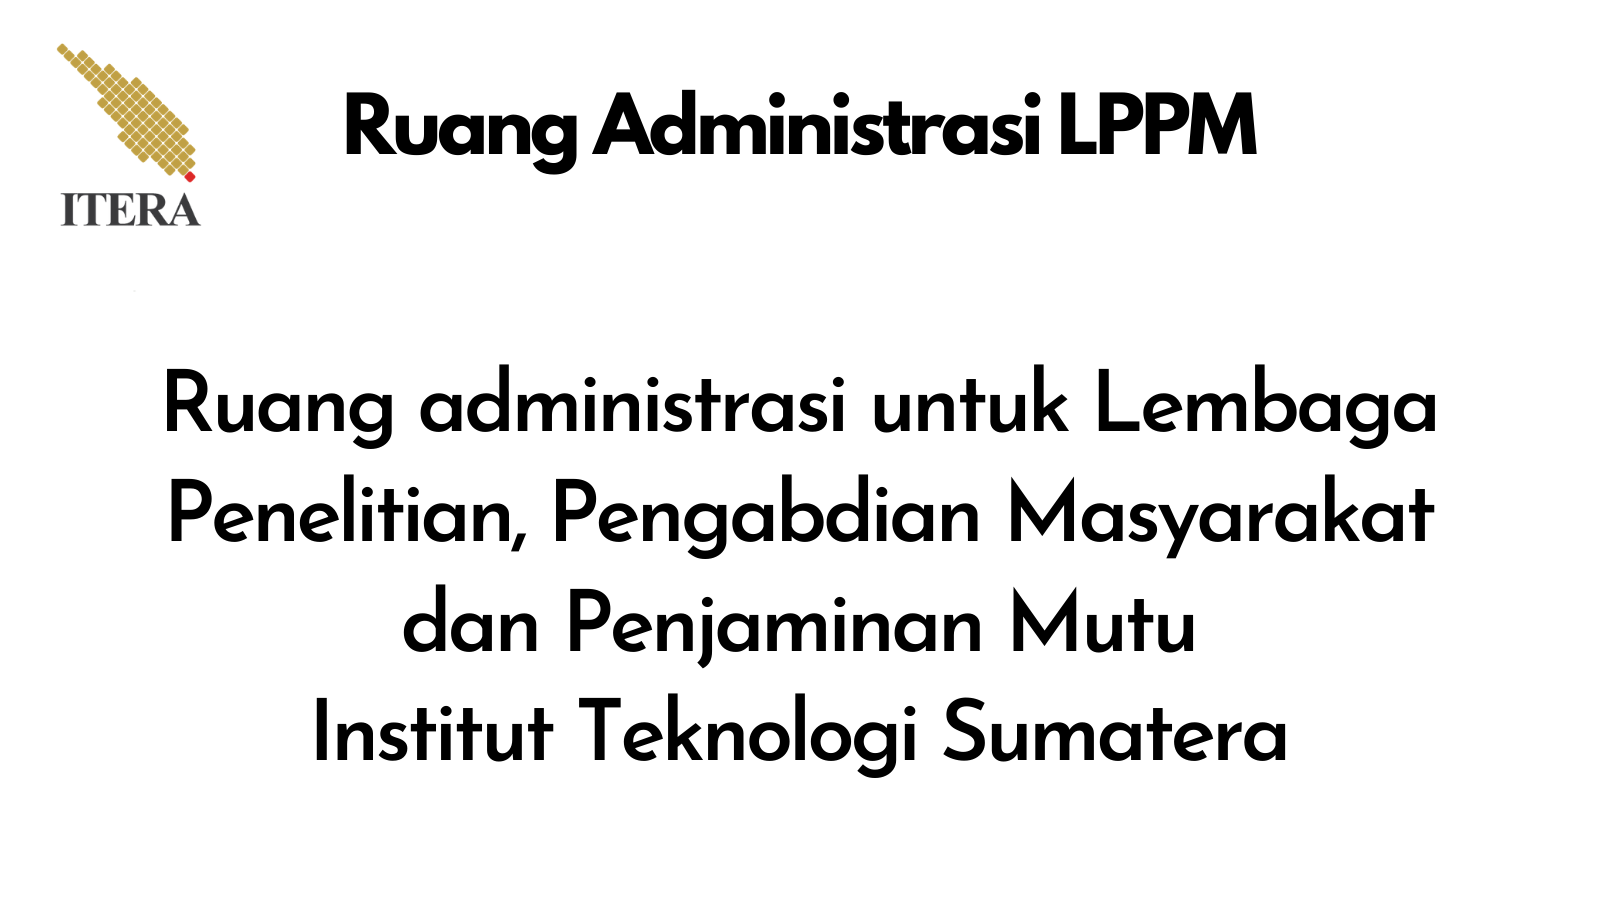 ITERA
Ruang Administrasi LPPM
Ruang administrasi untuk Lembaga
Penelitian, Pengabdian Masyarakat
dan Penjaminan Mutu
Institut Teknologi Sumatera